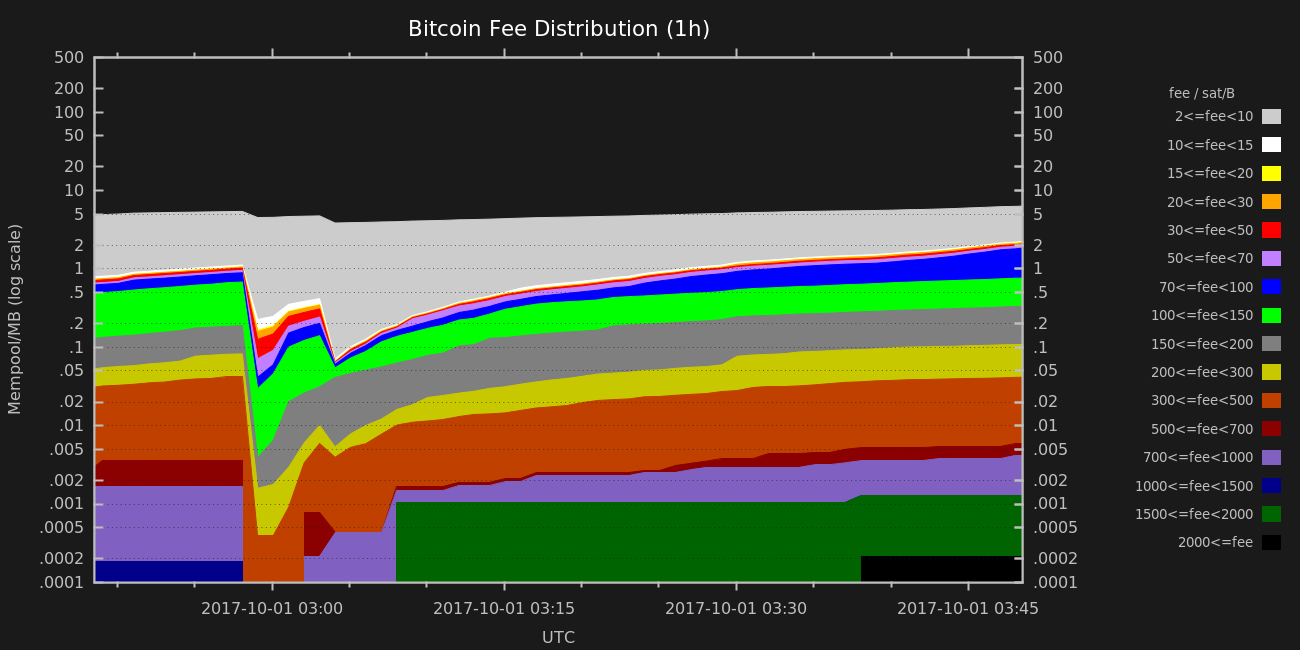 Bitcoin Fee Distribution (1h)
Mempool/MB (log scale)
500
200
100
50
20
10
5
2
1
.5
.2
.1
.05
.02
.01
.005
.002
.001
.0005
.0002
.0001
500
200
100
50
20
10
5
2
1
.5
.2
.1
.05
.02
.01
.005
.002
.001
.0005
.0002
.0001
2017-10-01 03:00
2017-10-01 03:15
2017-10-01 03:30
2017-10-01 03:45
UTC
fee / sat/B
2<=fee<10
10<=fee<15
15<=fee<20
20<=fee<30
30<=fee<50
50<=fee<70
70<=fee<100
100<=fee<150
150<=fee<200
200<=fee<300
300<=fee<500
500<=fee<700
700<=fee<1000
1000<=fee<1500
1500<=fee<2000
2000<=fee